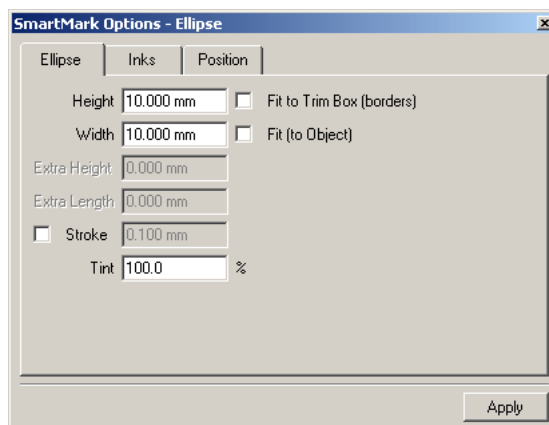 SmartMark Options - Ellipse
Ellipse Inks Position
Height 10.000 mm Fit to Trim Box (borders)
Width 10.000 mm Fit (to Object)
Extra Height 0.000 mm
Extra Length 0.000 mm
Stroke 0.100 mm
Tint 100.0 %
Apply